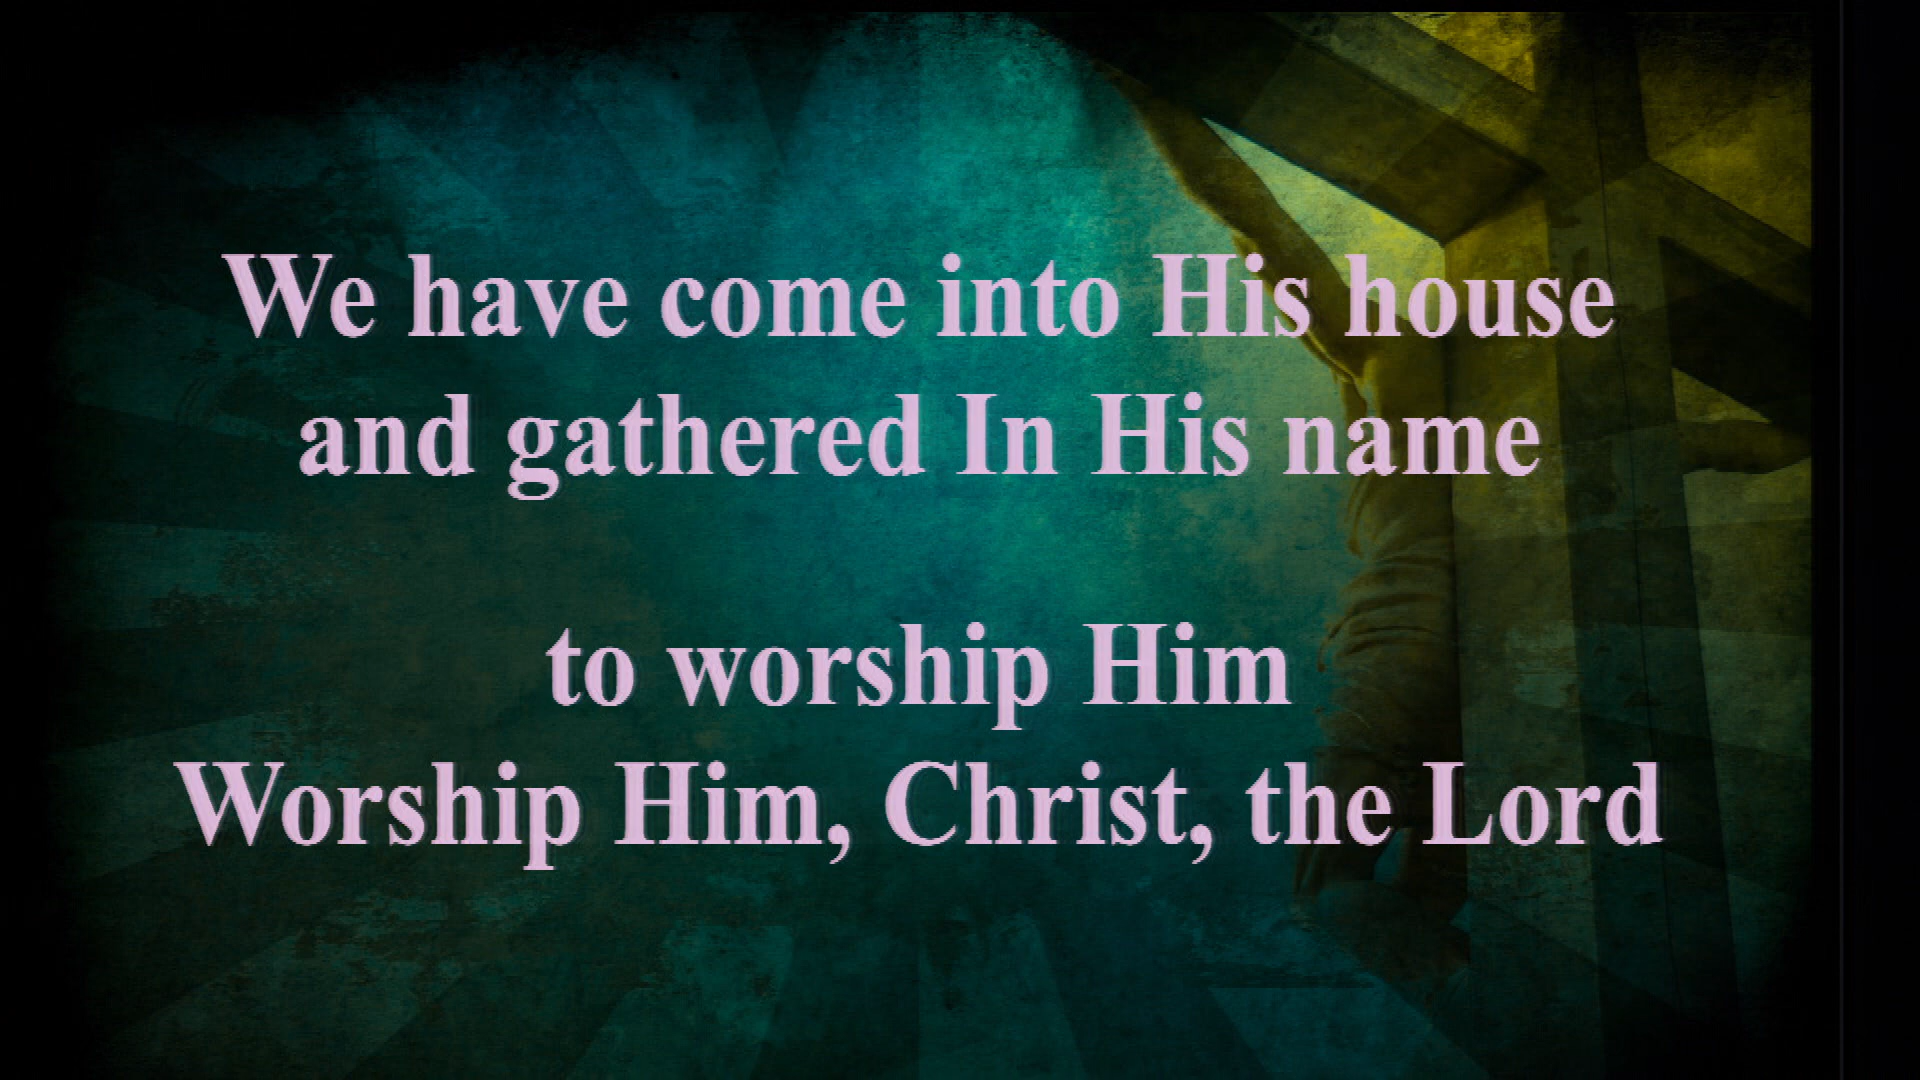 We have come into His house
and gathered In His name
to worship Him
Worship Him, Christ, the Lord